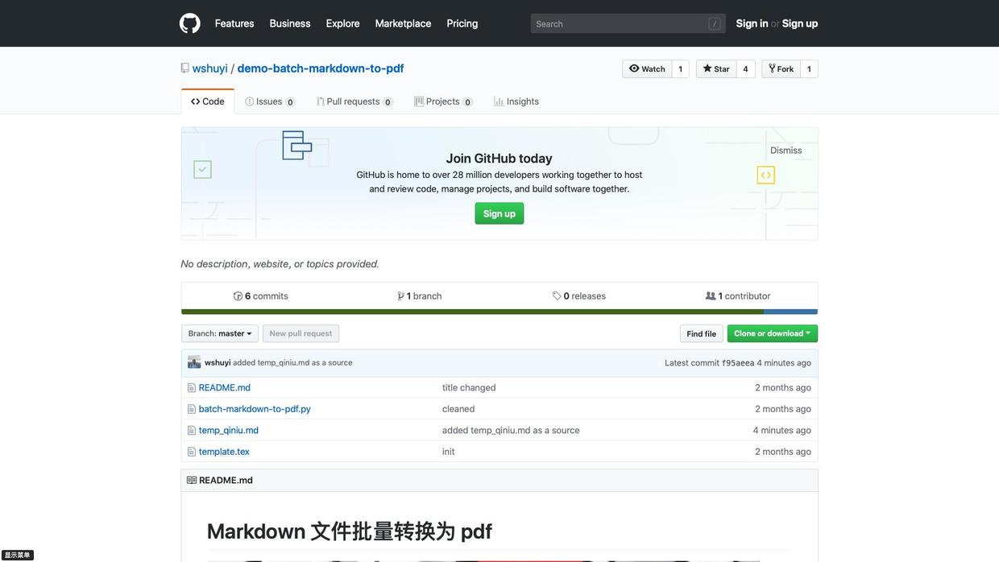 Features Business Explore Marketplace Pricing Search / Sign in or Sign up
wshuyi / demo-batch-markdown-to-pdf Watch 1 Star 4 Fork 1
Code Issues 0 Pull requests 0 Projects 0 Insights
Dismiss
Join GitHub today
GitHub is home to over 28 million developers working together to host
and review code, manage projects, and build software together.
Sign up
No description, website, or topics provided.
6 commits 1 branch 0 releases 1 contributor
Branch: master New pull request Find file Clone or download
wshuyi added temp_qiniu.md as a source Latest commit f95aeea 4 minutes ago
README.md title changed 2 months ago
batch-markdown-to-pdf.py cleaned 2 months ago
temp_qiniu.md added temp_qiniu.md as a source 4 minutes ago
template.tex init 2 months ago
README.md
Markdown 文件批量转换为 pdf
显示菜单